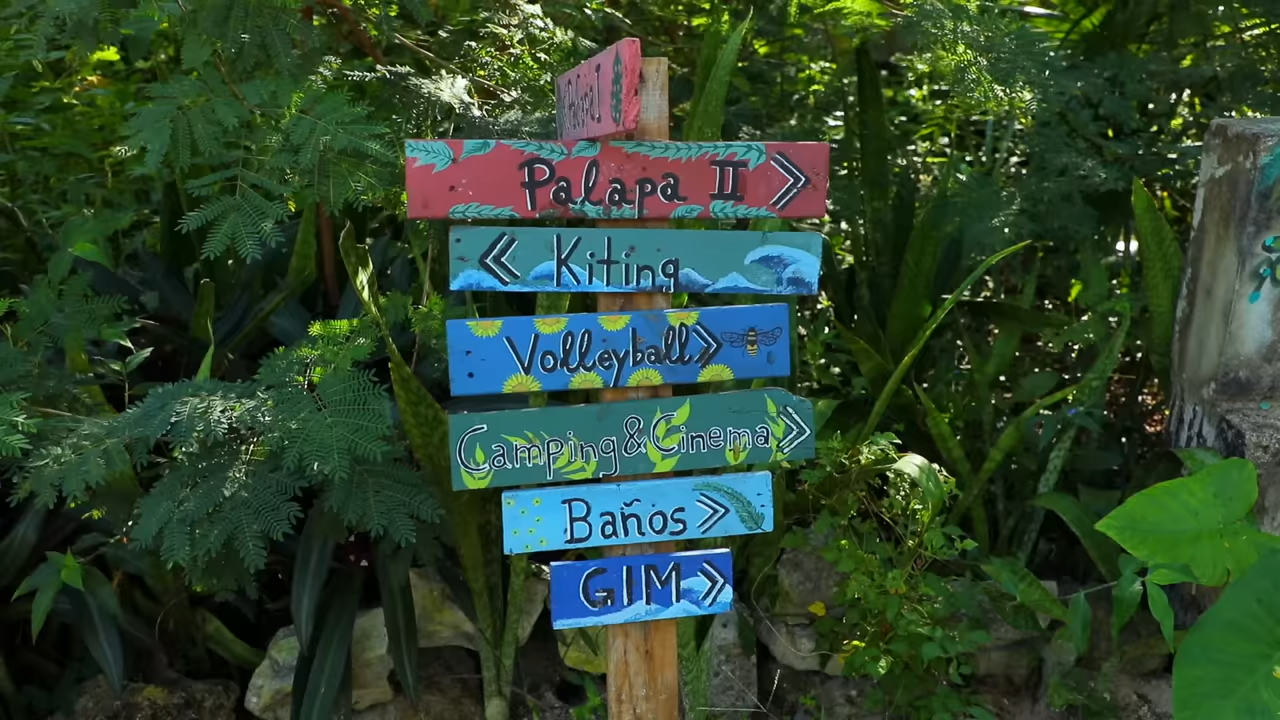 Palapa II >>
<< Kiting
Volleyball >>
Camping & Cinema >>
Baños >>
GIM >>